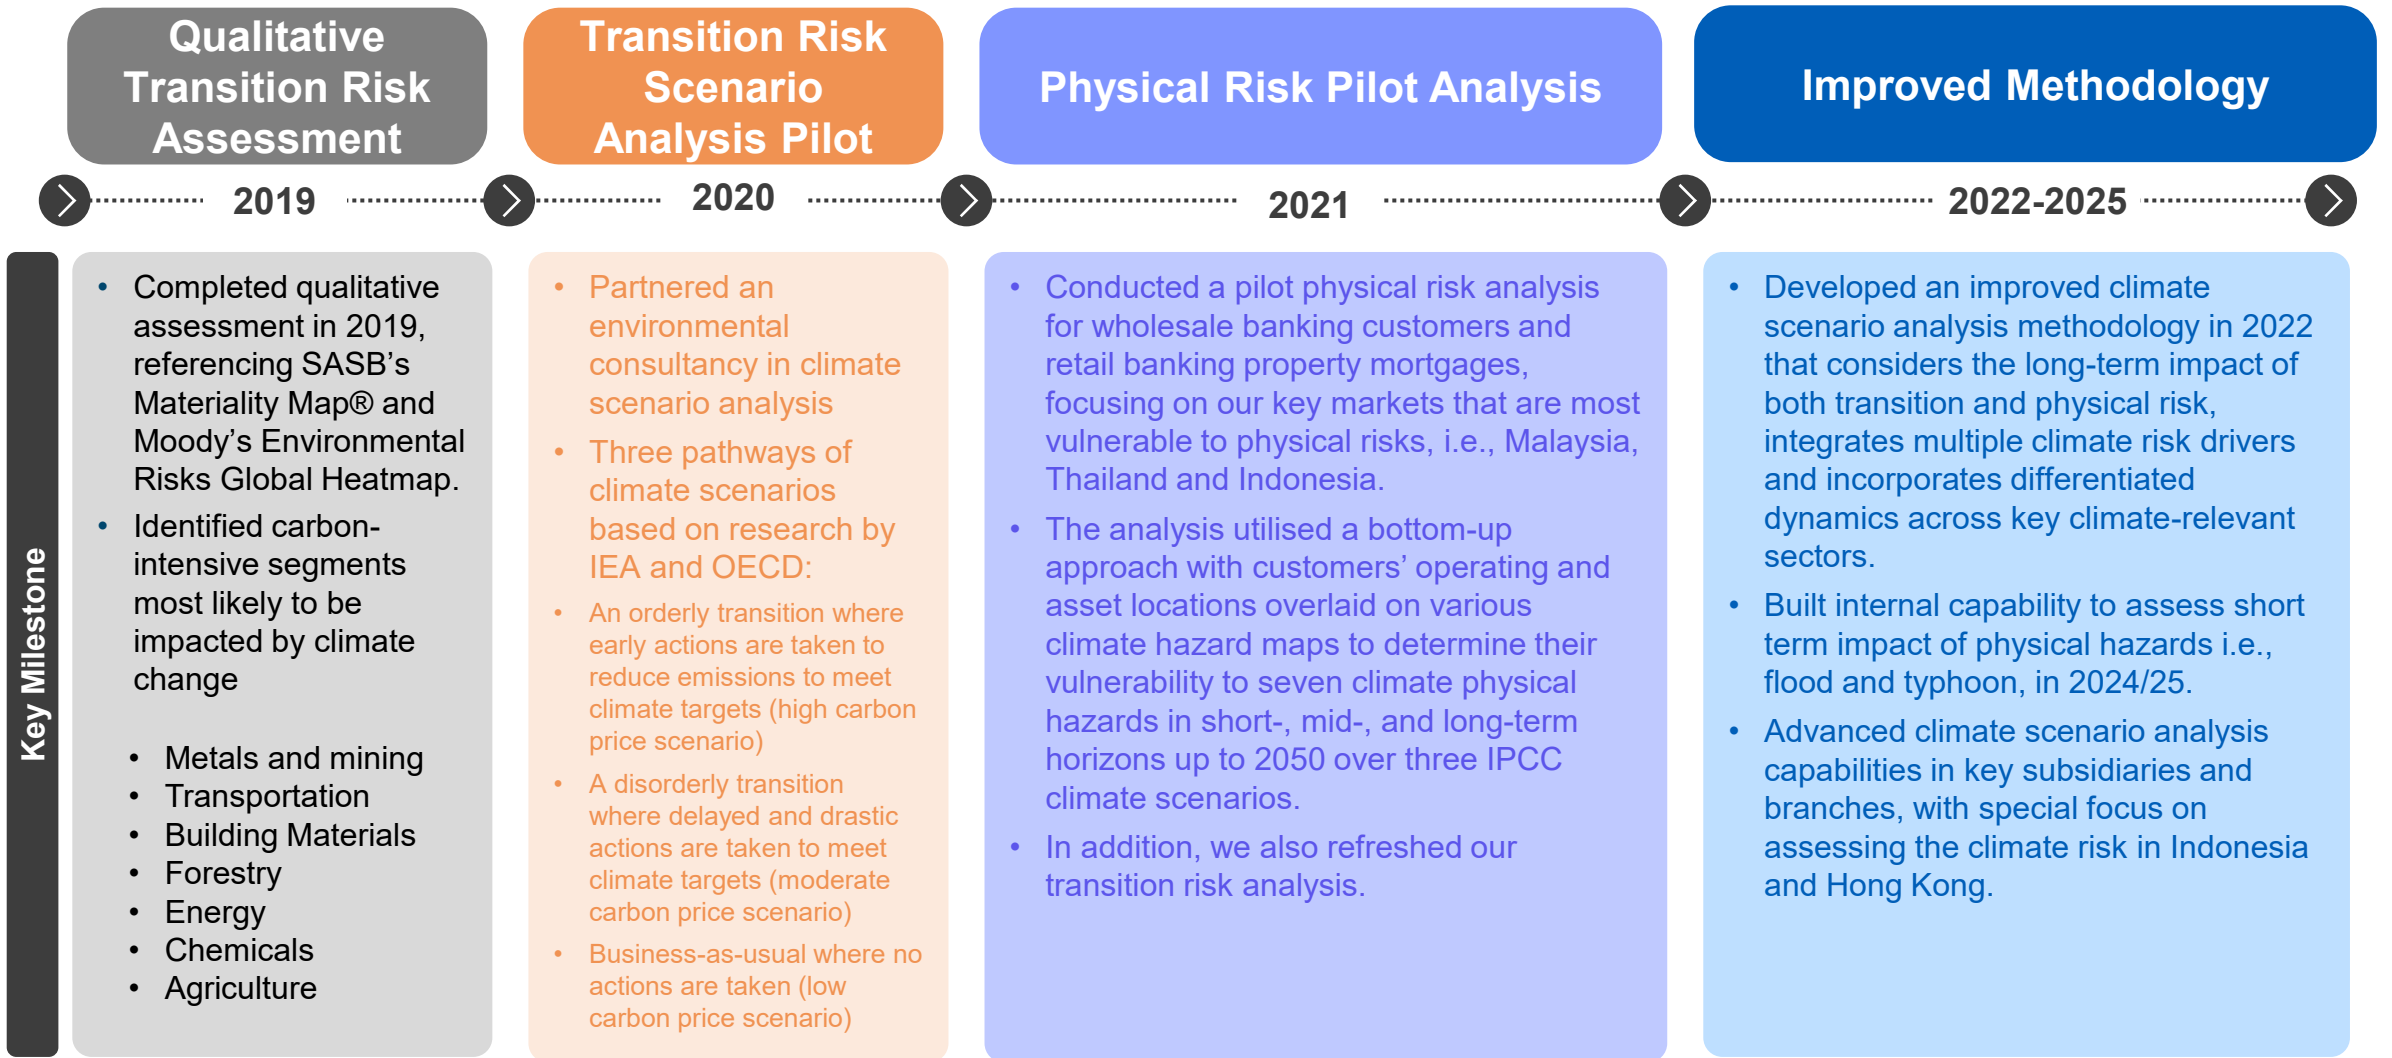 Qualitative
Transition Risk
Assessment
Transition Risk
Scenario
Analysis Pilot
Physical Risk Pilot Analysis
Improved Methodology
2019
2020
2021
2022-2025
Key Milestone
• Completed qualitative
assessment in 2019,
referencing SASB’s
Materiality Map® and
Moody’s Environmental
Risks Global Heatmap.
• Identified carbon-
intensive segments
most likely to be
impacted by climate
change
• Metals and mining
• Transportation
• Building Materials
• Forestry
• Energy
• Chemicals
• Agriculture
• Partnered an
environmental
consultancy in climate
scenario analysis
• Three pathways of
climate scenarios
based on research by
IEA and OECD:
• An orderly transition where
early actions are taken to
reduce emissions to meet
climate targets (high carbon
price scenario)
• A disorderly transition
where delayed and drastic
actions are taken to meet
climate targets (moderate
carbon price scenario)
• Business-as-usual where no
actions are taken (low
carbon price scenario)
• Conducted a pilot physical risk analysis
for wholesale banking customers and
retail banking property mortgages,
focusing on our key markets that are most
vulnerable to physical risks, i.e., Malaysia,
Thailand and Indonesia.
• The analysis utilised a bottom-up
approach with customers’ operating and
asset locations overlaid on various
climate hazard maps to determine their
vulnerability to seven climate physical
hazards in short-, mid-, and long-term
horizons up to 2050 over three IPCC
climate scenarios.
• In addition, we also refreshed our
transition risk analysis.
• Developed an improved climate
scenario analysis methodology in 2022
that considers the long-term impact of
both transition and physical risk,
integrates multiple climate risk drivers
and incorporates differentiated
dynamics across key climate-relevant
sectors.
• Built internal capability to assess short
term impact of physical hazards i.e.,
flood and typhoon, in 2024/25.
• Advanced climate scenario analysis
capabilities in key subsidiaries and
branches, with special focus on
assessing the climate risk in Indonesia
and Hong Kong.